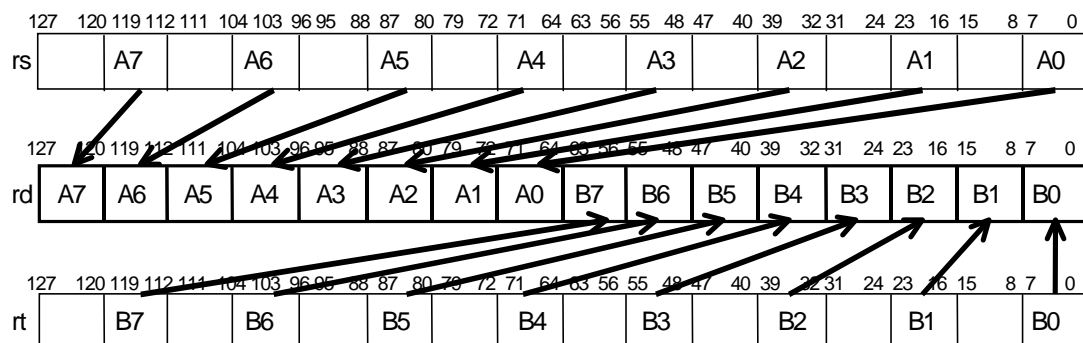 127 120 119 112 111 104 103 96 95 88 87 80 79 72 71 64 63 56 55 48 47 40 39 32 31 24 23 16 15 8 7 0
rs A7 A6 A5 A4 A3 A2 A1 A0
127 120 119 112 111 104 103 96 95 88 87 80 79 72 71 64 63 56 55 48 47 40 39 32 31 24 23 16 15 8 7 0
rd A7 A6 A5 A4 A3 A2 A1 A0 B7 B6 B5 B4 B3 B2 B1 B0
127 120 119 112 111 104 103 96 95 88 87 80 79 72 71 64 63 56 55 48 47 40 39 32 31 24 23 16 15 8 7 0
rt B7 B6 B5 B4 B3 B2 B1 B0